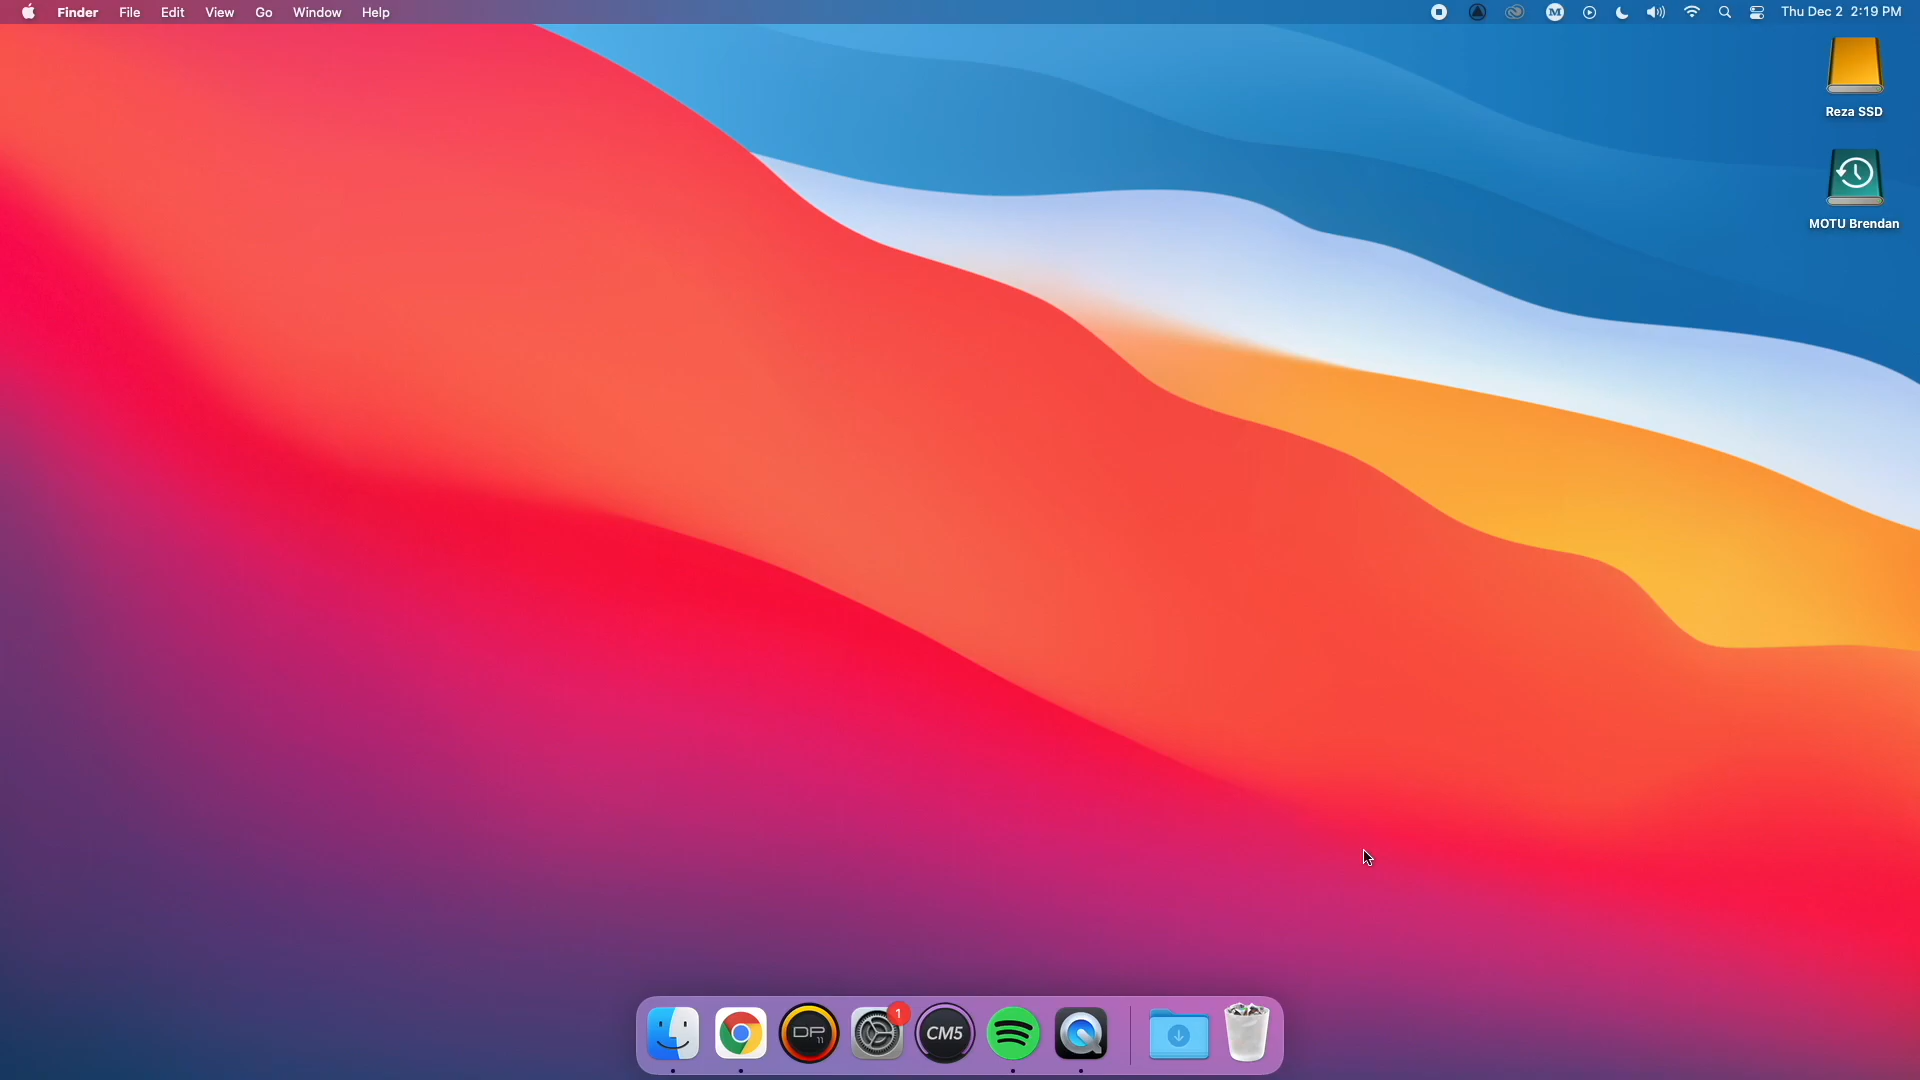 Finder File Edit View Go Window Help
M
Thu Dec 2 2:19 PM
Reza SSD
MOTU Brendan
DP
11
1
CM5